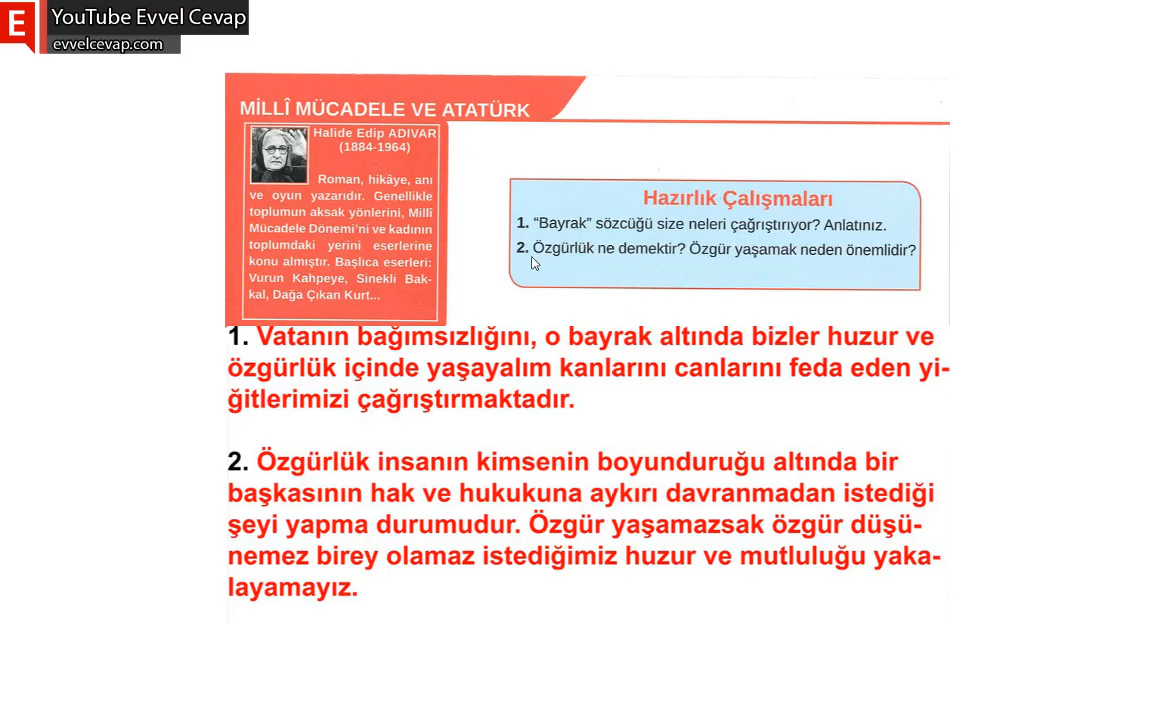 E
YouTube Evvel Cevap
evvelcevap.com
MİLLÎ MÜCADELE VE ATATÜRK
Halide Edip ADIVAR
(1884-1964)
Roman, hikâye, anı
ve oyun yazarıdır. Genellikle
toplumun aksak yönlerini, Millî
Mücadele Dönemi'ni ve kadının
toplumdaki yerini eserlerine
konu almıştır. Başlıca eserleri:
Vurun Kahpeye, Sinekli Bak-
kal, Dağa Çıkan Kurt...
Hazırlık Çalışmaları
1. “Bayrak” sözcüğü size neleri çağrıştırıyor? Anlatınız.
2. Özgürlük ne demektir? Özgür yaşamak neden önemlidir?
1. Vatanın bağımsızlığını, o bayrak altında bizler huzur ve
özgürlük içinde yaşayalım kanlarını canlarını feda eden yi-
ğitlerimizi çağrıştırmaktadır.
2. Özgürlük insanın kimsenin boyunduruğu altında bir
başkasının hak ve hukukuna aykırı davranmadan istediği
şeyi yapma durumudur. Özgür yaşamazsak özgür düşü-
nemez birey olamaz istediğimiz huzur ve mutluluğu yaka-
layamayız.